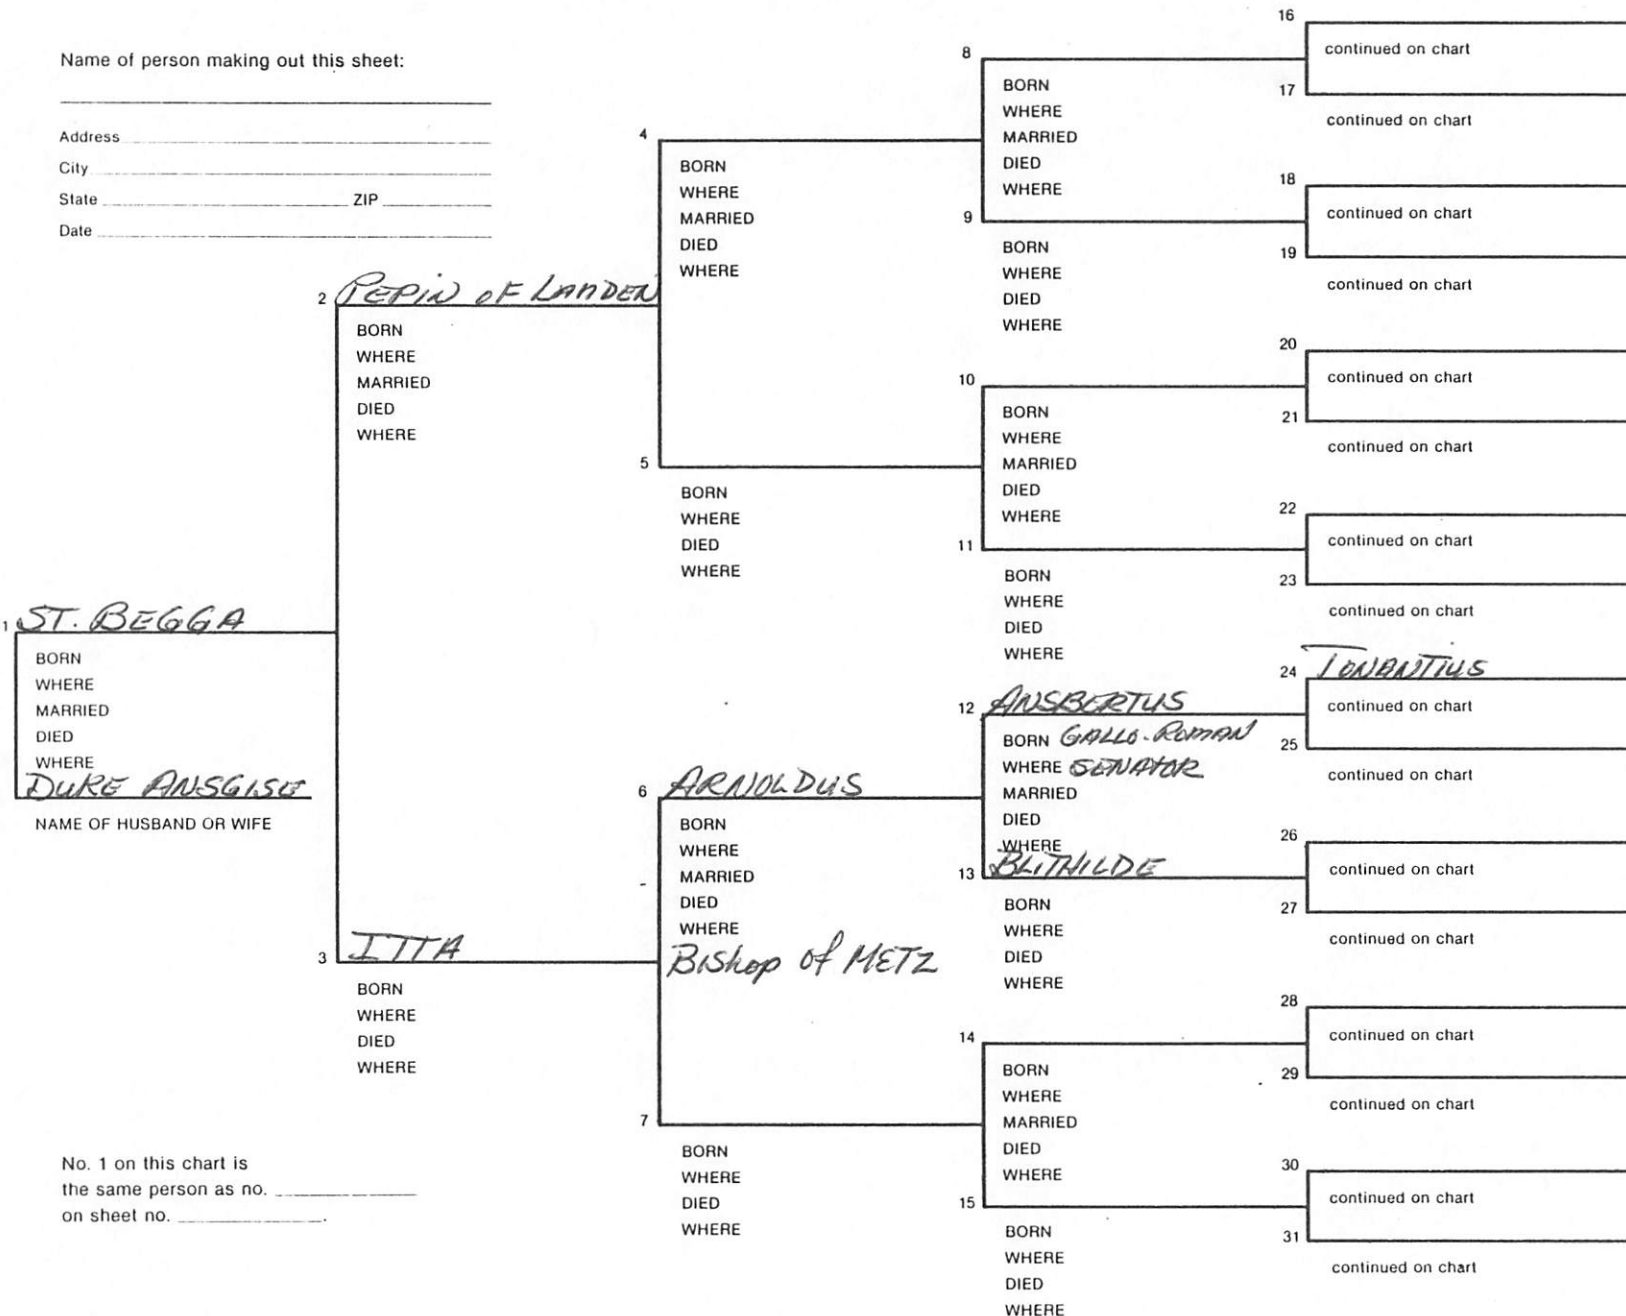 Name of person making out this sheet:
Address
City
State ZIP
Date
1 ST. BEGGA
BORN
WHERE
MARRIED
DIED
WHERE
DUKE ANSGISE
NAME OF HUSBAND OR WIFE
No. 1 on this chart is
the same person as no.
on sheet no. .
2 PEPIN OF LANDEN
BORN
WHERE
MARRIED
DIED
WHERE
3 ITTA
BORN
WHERE
DIED
WHERE
4
BORN
WHERE
MARRIED
DIED
WHERE
5
BORN
WHERE
DIED
WHERE
6 ARNOLDUS
BORN
WHERE
MARRIED
DIED
WHERE
Bishop of METZ
7
BORN
WHERE
DIED
WHERE
8
BORN
WHERE
MARRIED
DIED
WHERE
9
BORN
WHERE
DIED
WHERE
10
BORN
WHERE
MARRIED
DIED
WHERE
11
BORN
WHERE
DIED
WHERE
12 ANSBERTUS
BORN GALLO-ROMAN
WHERE SENATOR
MARRIED
DIED
WHERE
13 BLITHILDE
BORN
WHERE
DIED
WHERE
14
BORN
WHERE
MARRIED
DIED
WHERE
15
BORN
WHERE
DIED
WHERE
16
continued on chart
17
continued on chart
18
continued on chart
19
continued on chart
20
continued on chart
21
continued on chart
22
continued on chart
23
continued on chart
24 TONANTIUS
continued on chart
25
continued on chart
26
continued on chart
27
continued on chart
28
continued on chart
29
continued on chart
30
continued on chart
31
continued on chart